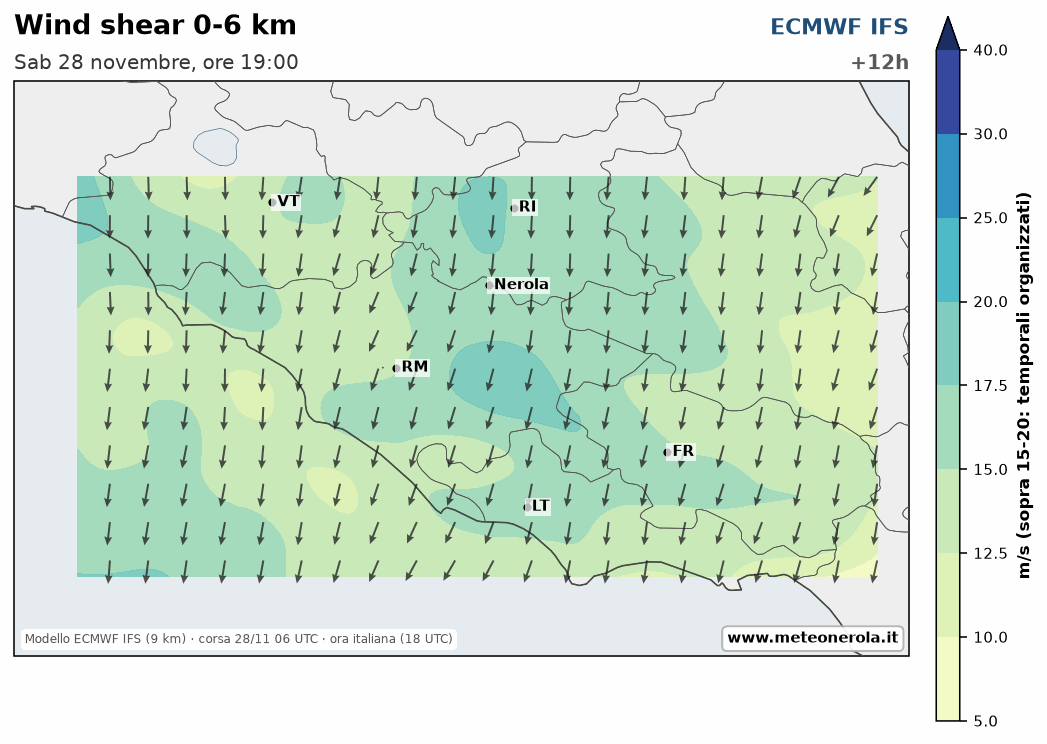 Wind shear 0-6 km
ECMWF IFS
Sab 28 novembre, ore 19:00
+12h
40.0
30.0
25.0
20.0
17.5
15.0
12.5
10.0
5.0
m/s (sopra 15-20: temporali organizzati)
VT
RI
Nerola
RM
FR
LT
Modello ECMWF IFS (9 km) · corsa 28/11 06 UTC · ora italiana (18 UTC)
www.meteonerola.it